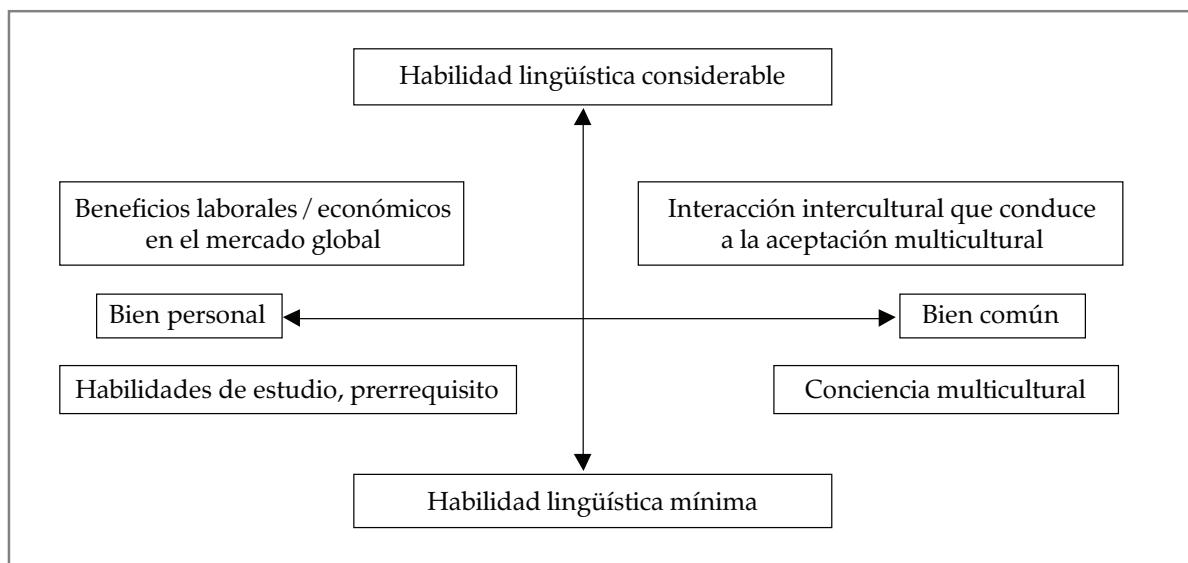 Habilidad lingüística considerable
Beneficios laborales / económicos
en el mercado global
Interacción intercultural que conduce
a la aceptación multicultural
Bien personal
Bien común
Habilidades de estudio, prerrequisito
Conciencia multicultural
Habilidad lingüística mínima